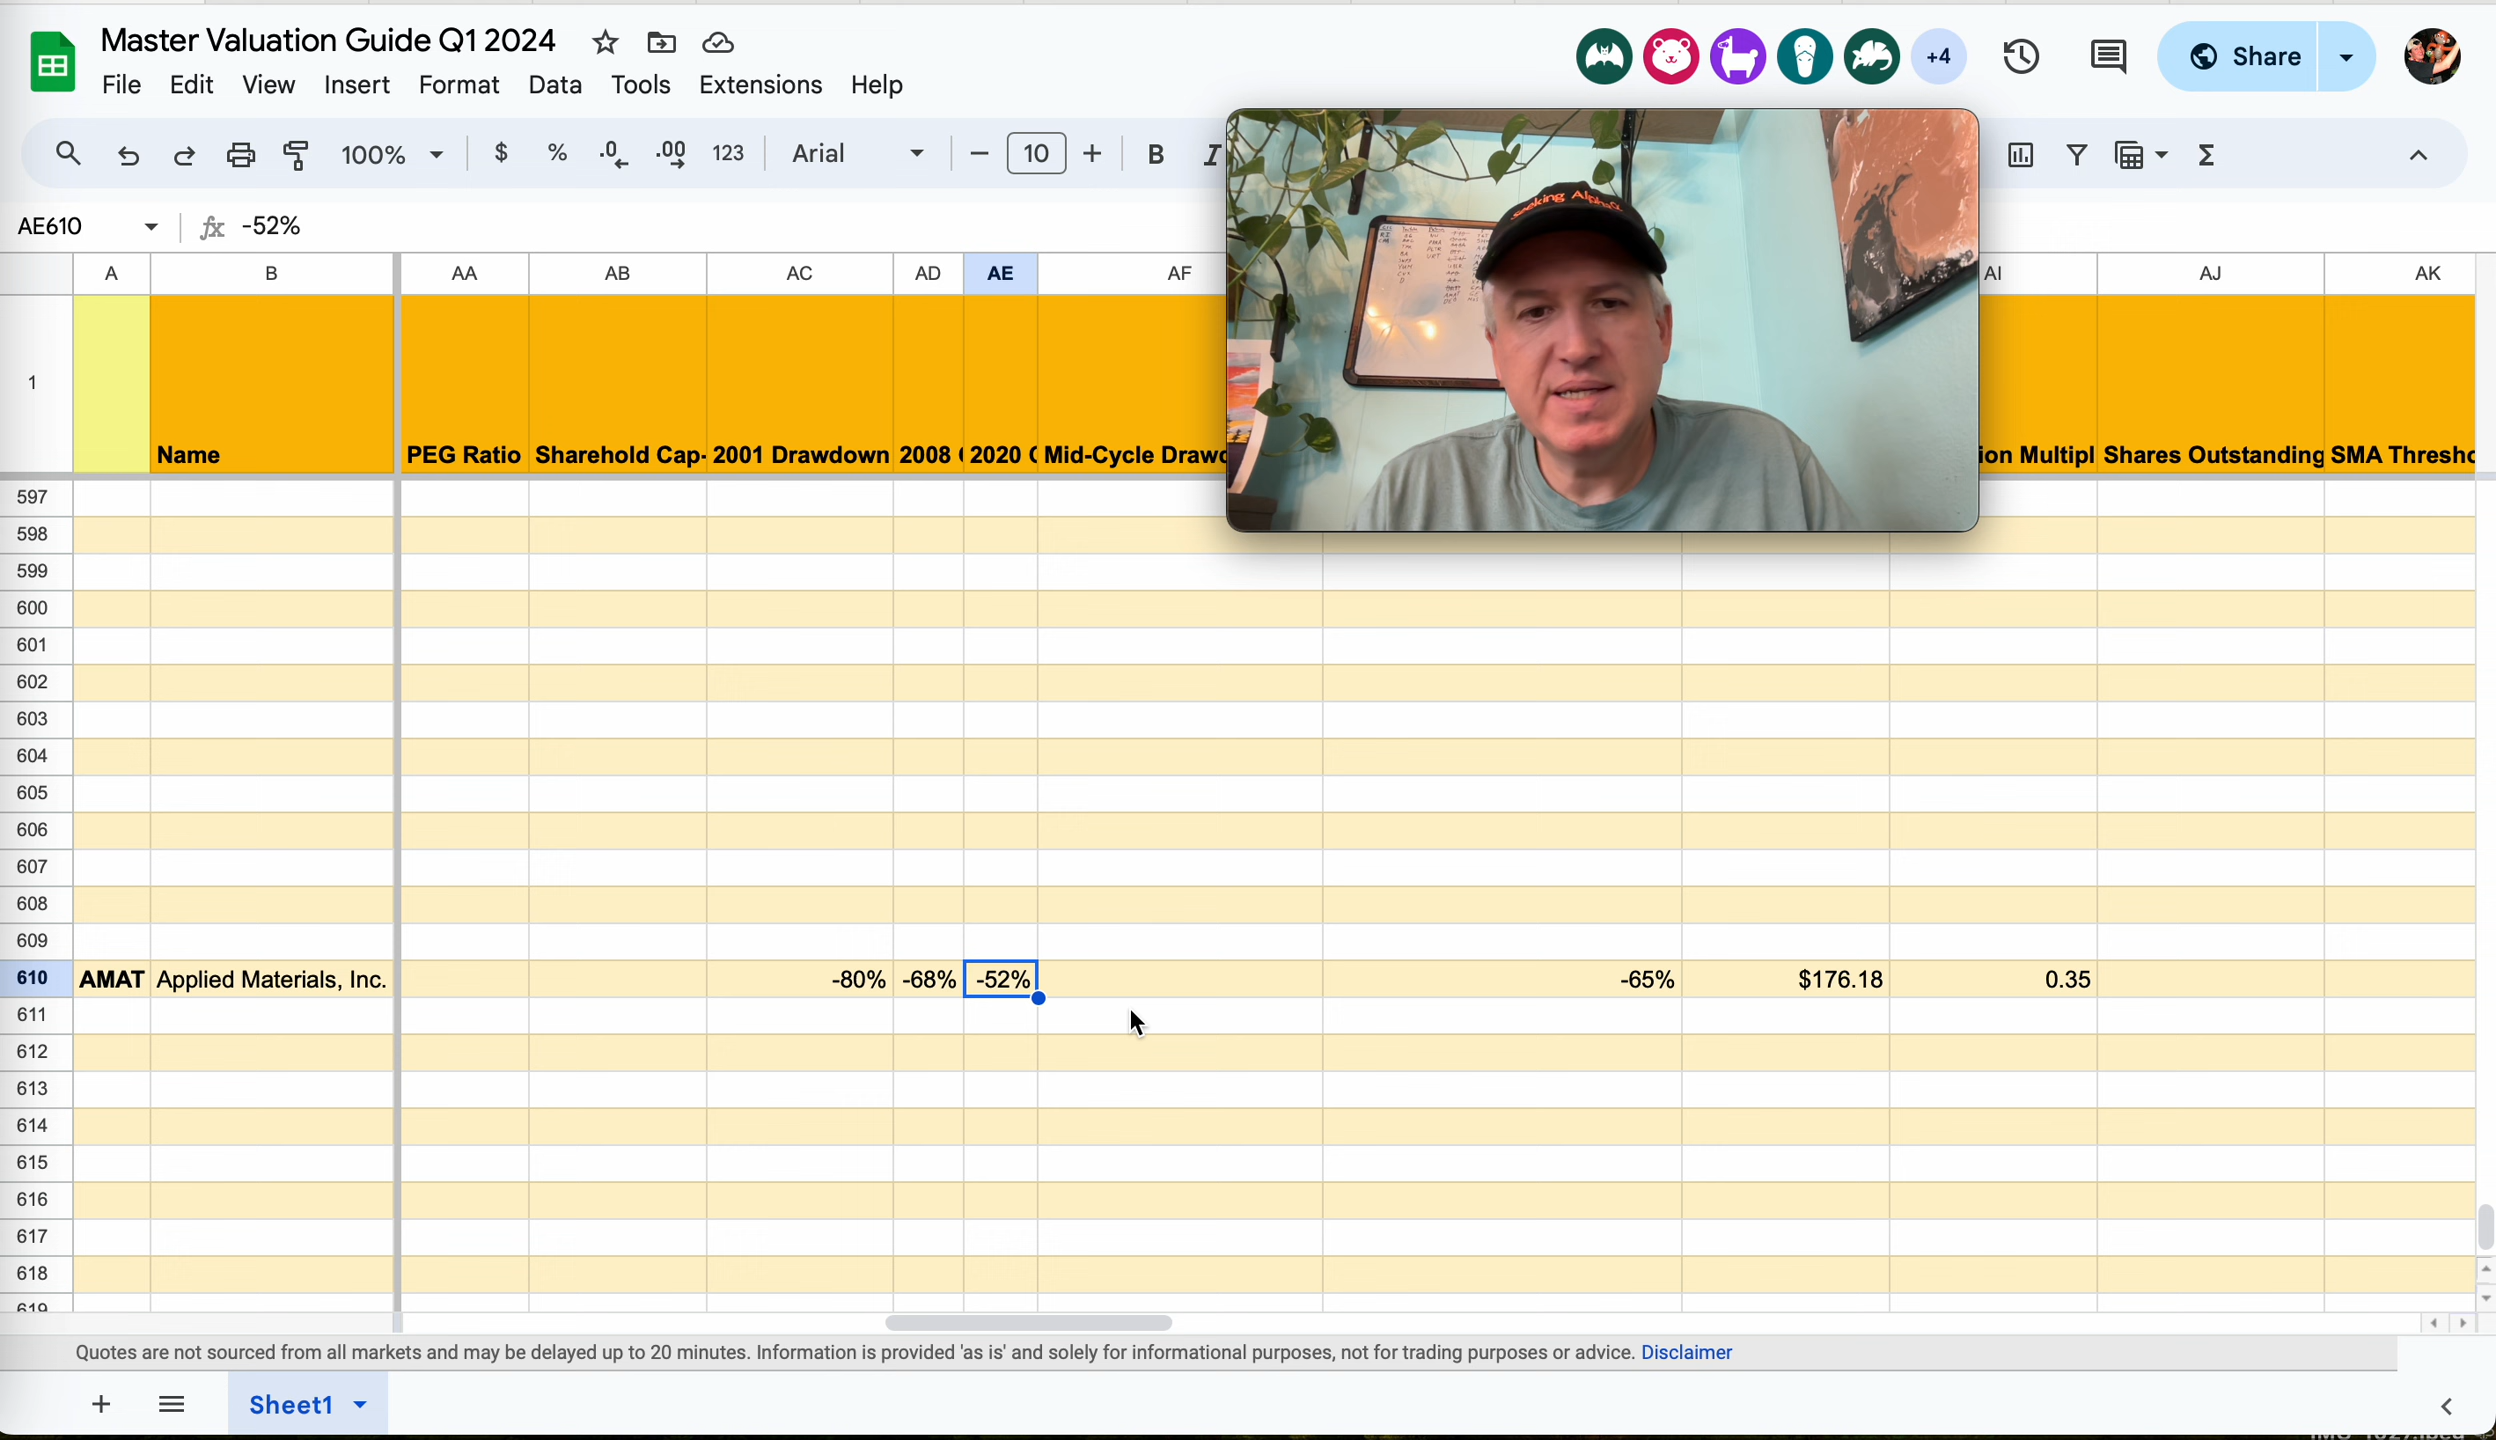 Master Valuation Guide Q1 2024
+4
Share
File Edit View Insert Format Data Tools Extensions Help
100% $ % .0 .00 123 Arial 10 B I Σ
AE610 fx -52%
A B AA AB AC AD AE AF AI AJ AK
Seeking Alpha
1 Name PEG Ratio Sharehold Cap- 2001 Drawdown 2008 2020 Mid-Cycle Drawd ion Multipl Shares Outstanding SMA Thresho
597
598
599
600
601
602
603
604
605
606
607
608
609
610 AMAT Applied Materials, Inc. -80% -68% -52% -65% $176.18 0.35
611
612
613
614
615
616
617
618
619
Quotes are not sourced from all markets and may be delayed up to 20 minutes. Information is provided 'as is' and solely for informational purposes, not for trading purposes or advice. Disclaimer
+ Sheet1